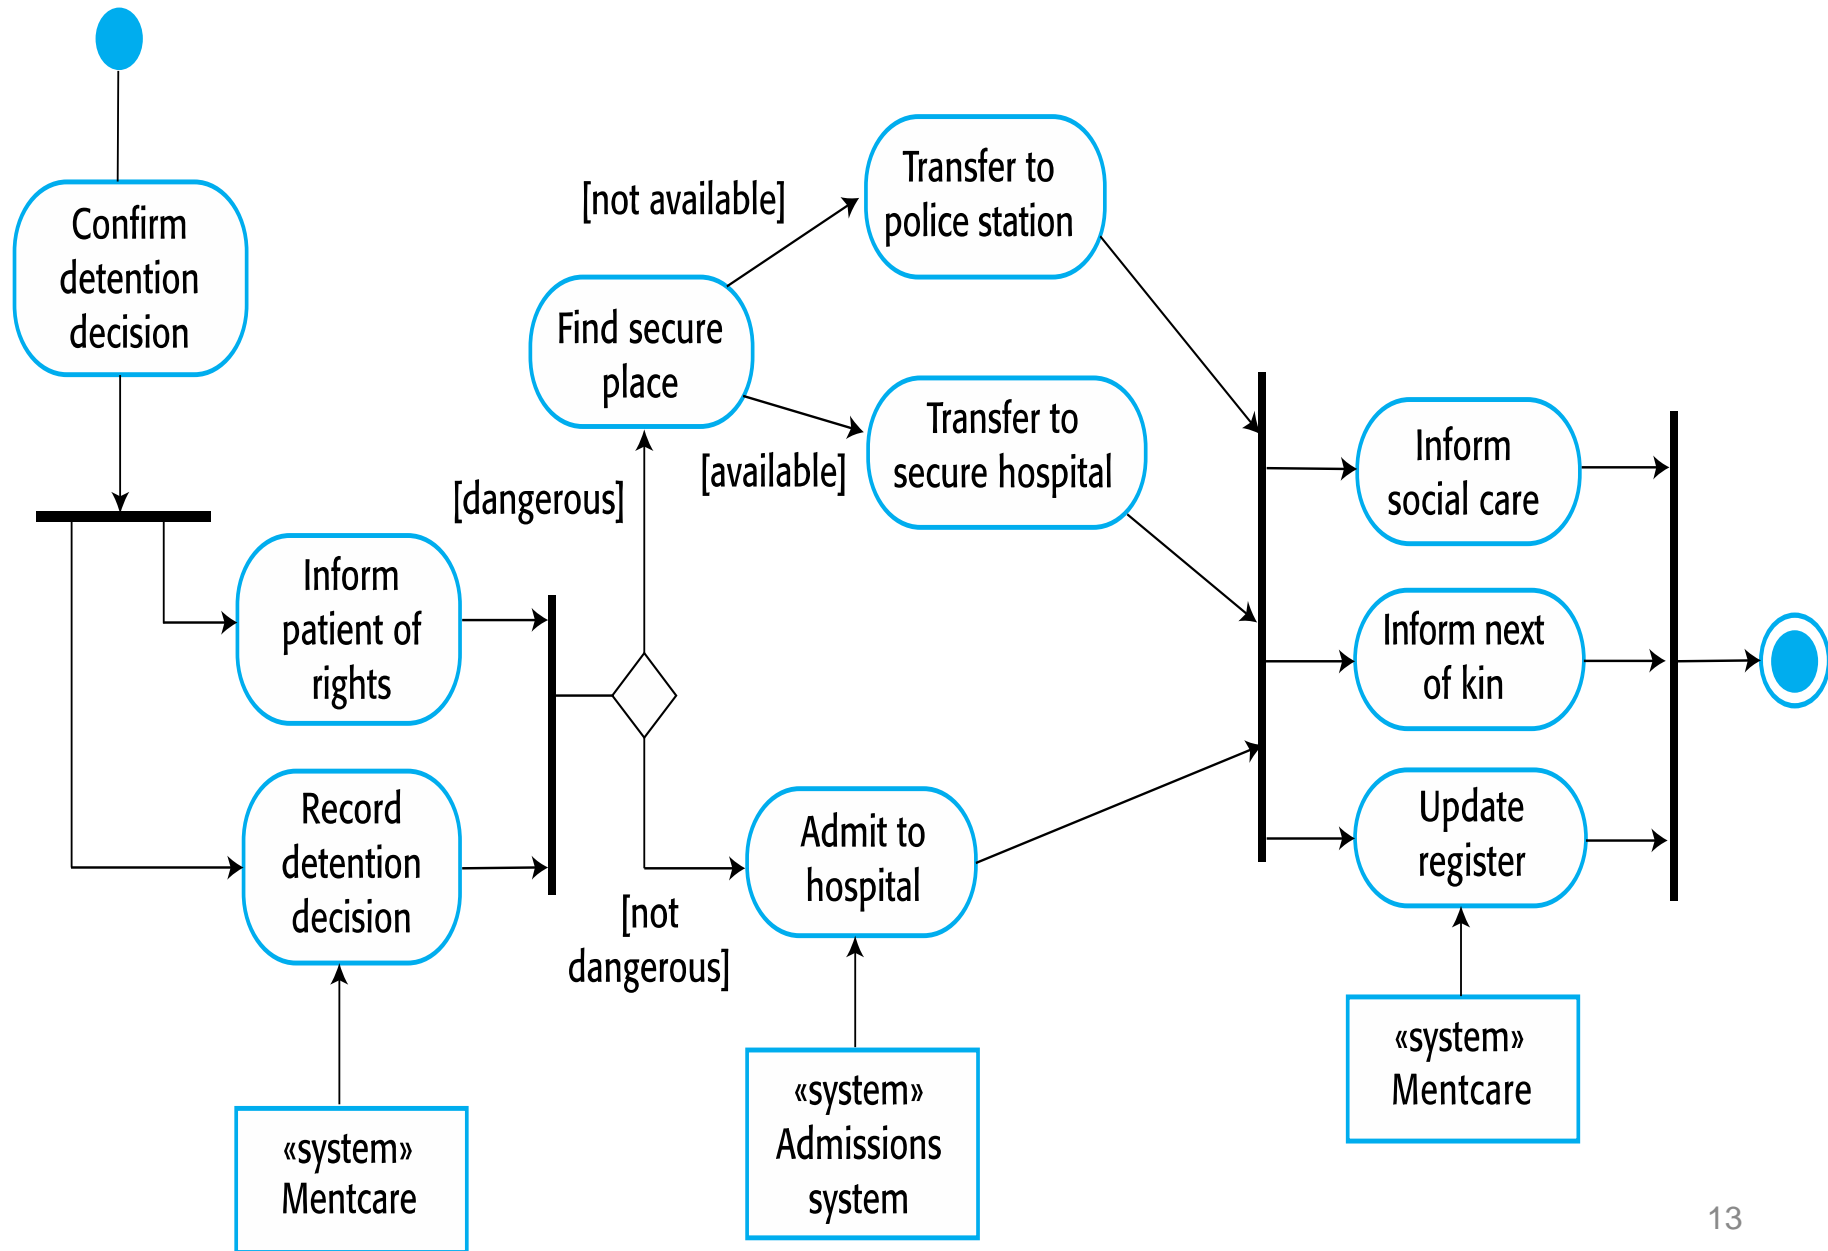 Confirm
detention
decision
Inform
patient of
rights
Record
detention
decision
«system»
Mentcare
[dangerous]
[not
dangerous]
Find secure
place
[not available]
[available]
Transfer to
police station
Transfer to
secure hospital
Admit to
hospital
«system»
Admissions
system
Inform
social care
Inform next
of kin
Update
register
«system»
Mentcare
13